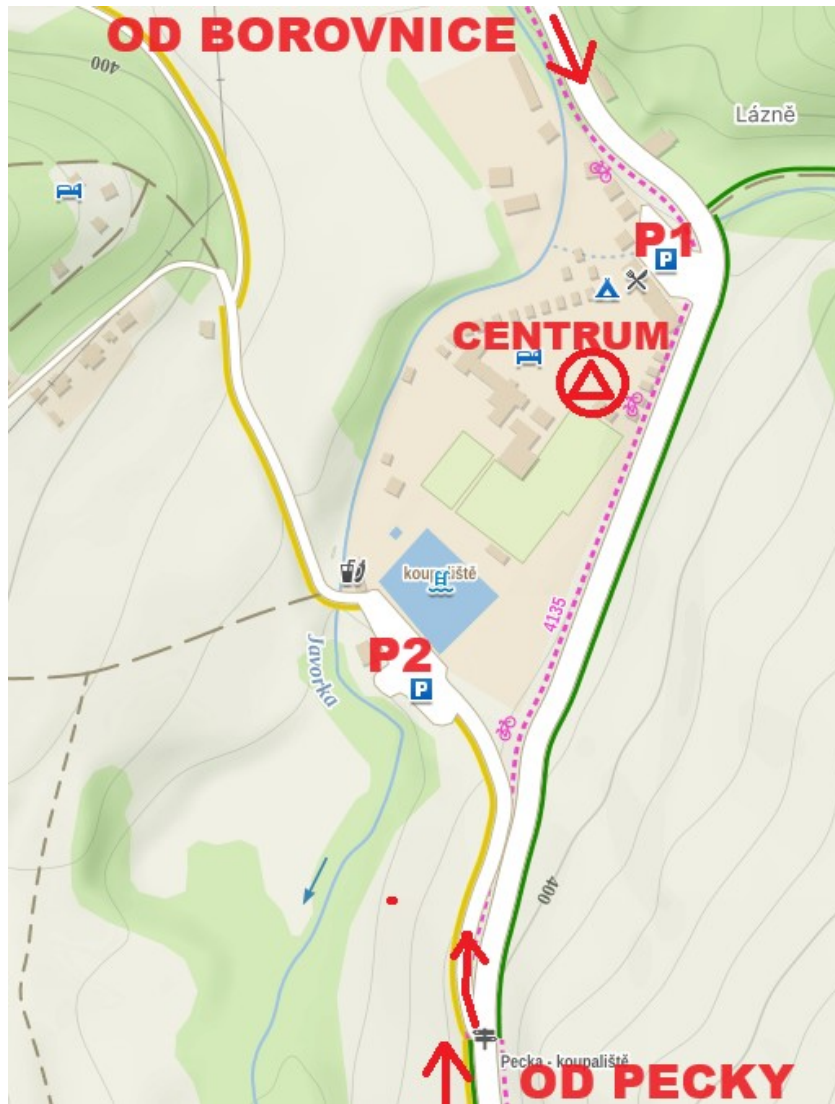 OD BOROVNICE
400
Lázně
P1
P
CENTRUM
koupaliště
4135
P2
P
Javorka
400
Pecka - koupaliště
OD PECKY